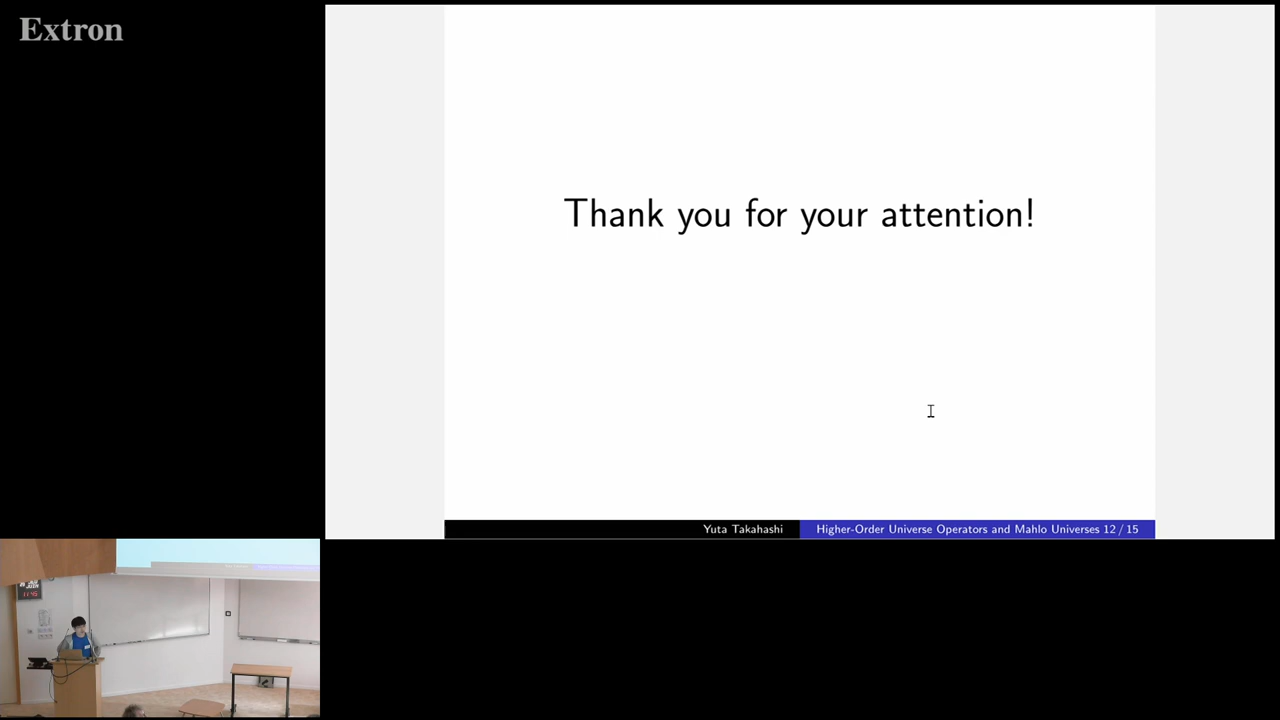 Extron
Thank you for your attention!
Yuta Takahashi
Higher-Order Universe Operators and Mahlo Universes 12 / 15